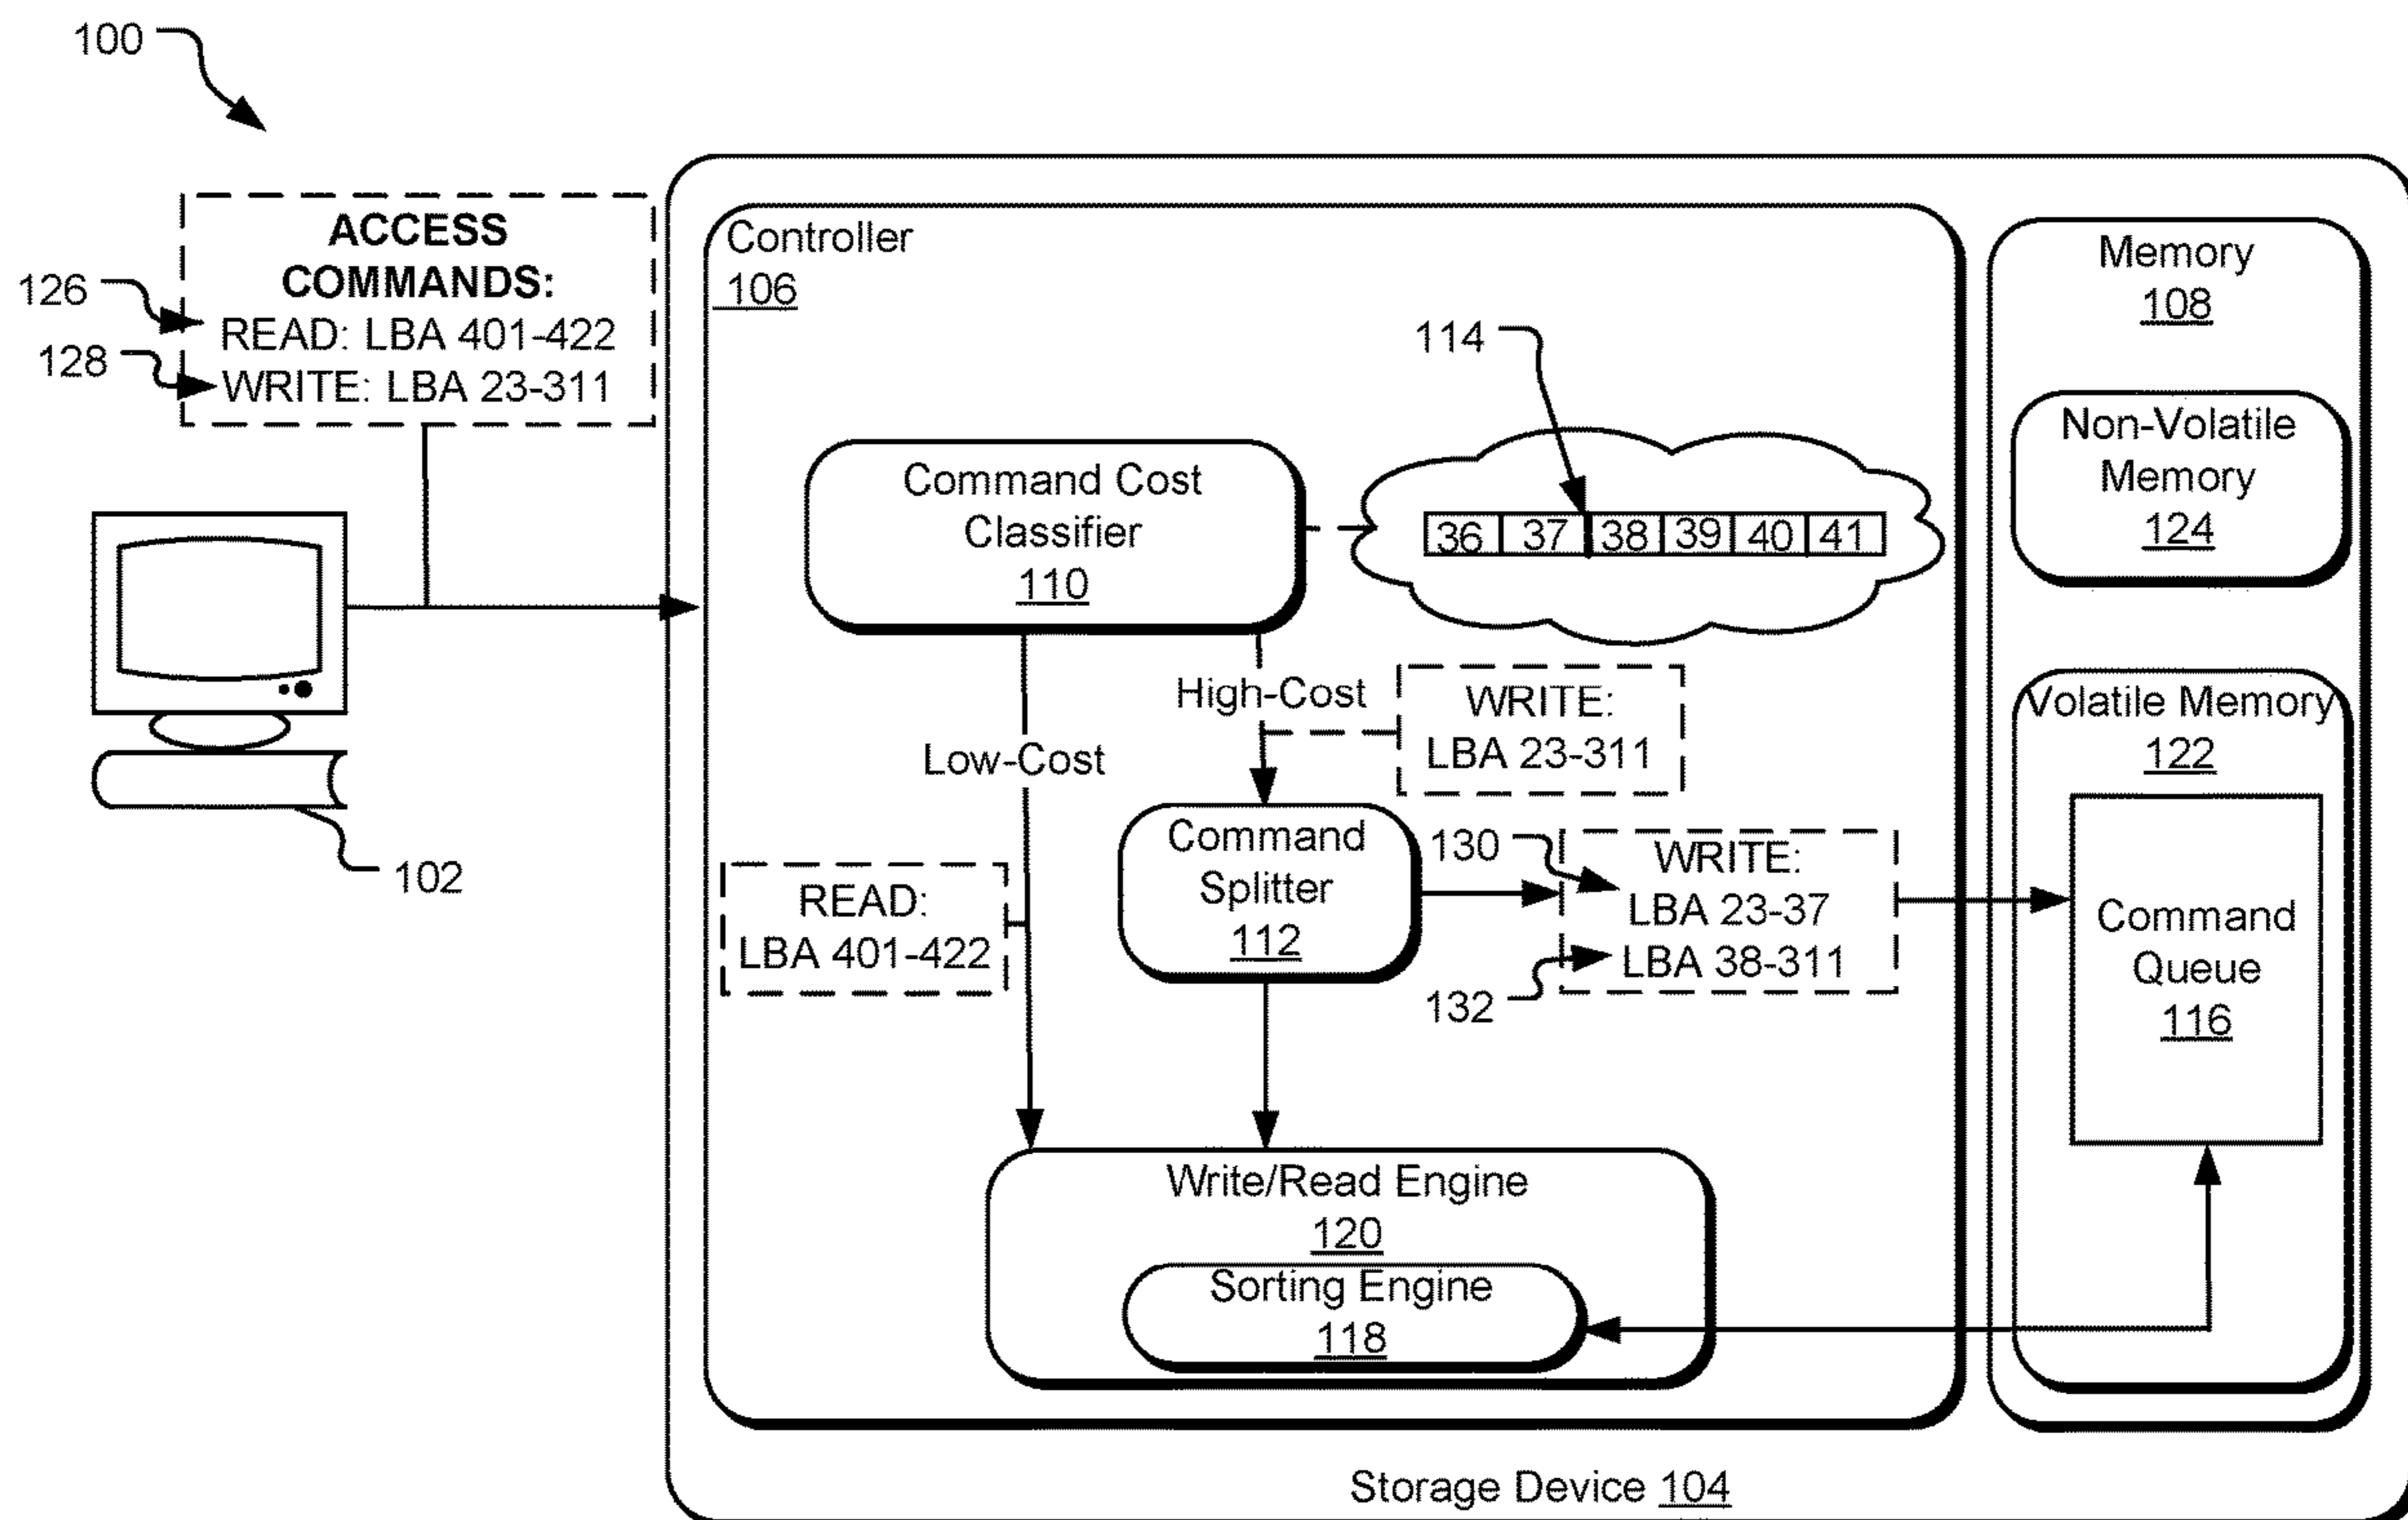 100
ACCESS
COMMANDS:
126
READ: LBA 401-422
128
WRITE: LBA 23-311
102
Controller
106
114
Command Cost
Classifier
110
36 37 38 39 40 41
High-Cost
WRITE:
LBA 23-311
Low-Cost
READ:
LBA 401-422
Command
Splitter
112
130
WRITE:
LBA 23-37
LBA 38-311
132
Write/Read Engine
120
Sorting Engine
118
Memory
108
Non-Volatile
Memory
124
Volatile Memory
122
Command
Queue
116
Storage Device 104